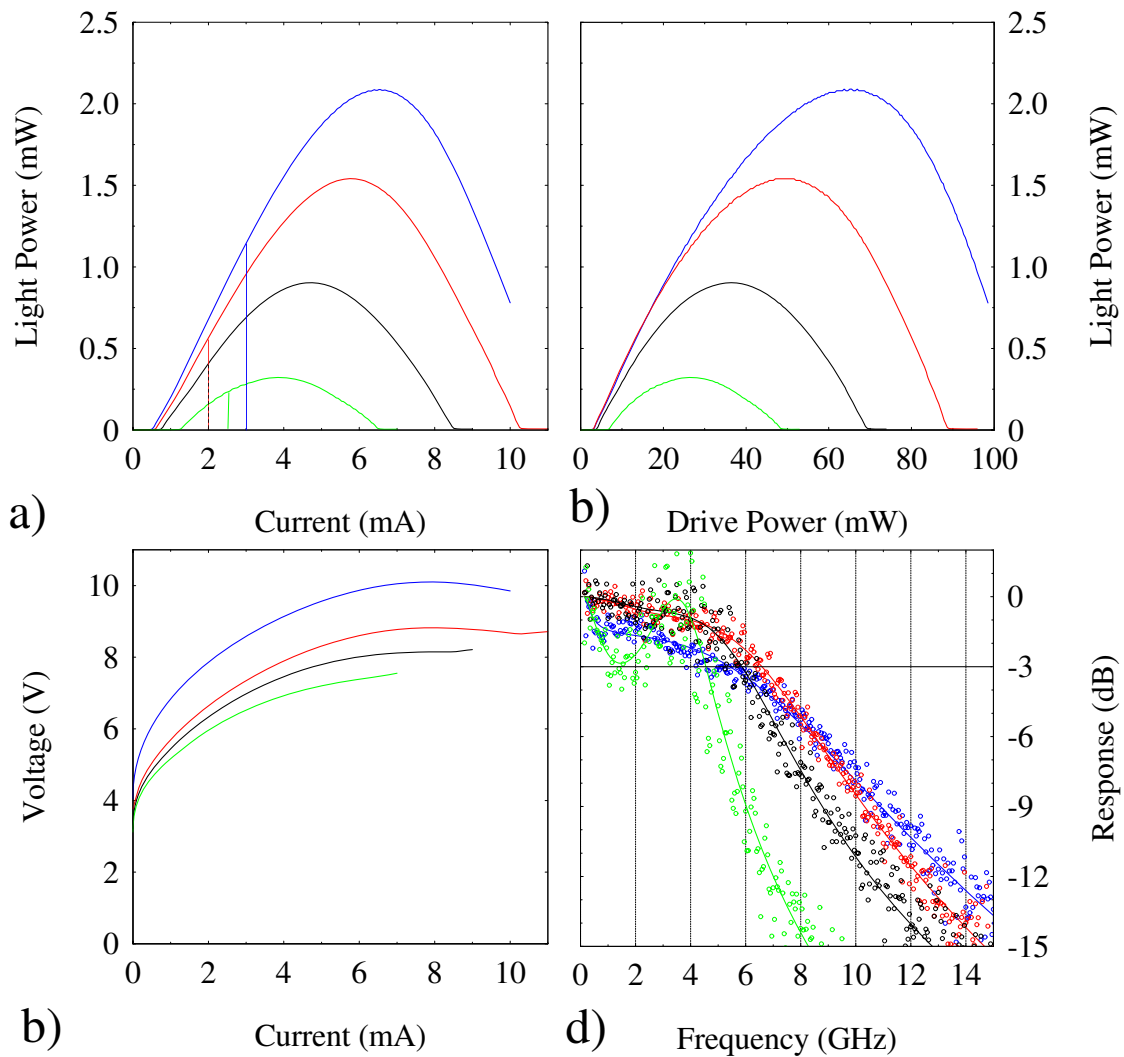 2.5
2.0
1.5
1.0
0.5
0
0 2 4 6 8 10
Light Power (mW)
Current (mA)
a)
2.5
2.0
1.5
1.0
0.5
0
0 20 40 60 80 100
Light Power (mW)
Drive Power (mW)
b)
10
8
6
4
2
0
0 2 4 6 8 10
Voltage (V)
Current (mA)
b)
0
-3
-6
-9
-12
-15
0 2 4 6 8 10 12 14
Response (dB)
Frequency (GHz)
d)